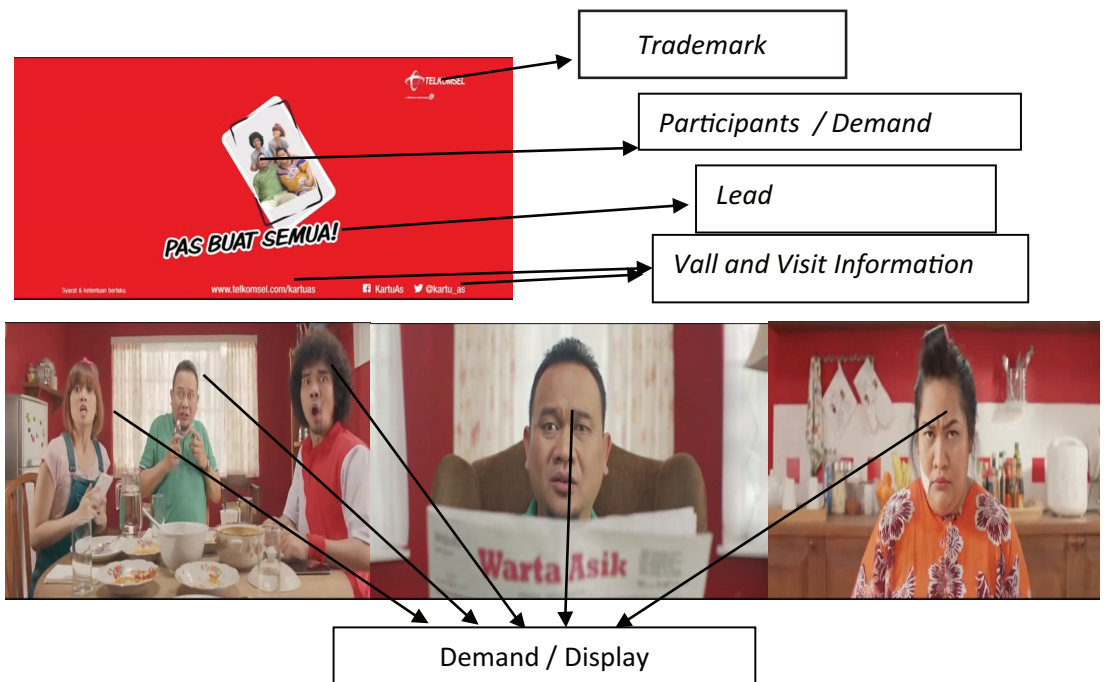 Trademark
TELKOMSEL
Participants / Demand
Lead
PAS BUAT SEMUA!
Vall and Visit Information
Syarat & ketentuan berlaku.
www.telkomsel.com/kartuas
KartuAs
@kartu_as
Warta Asik
Demand / Display